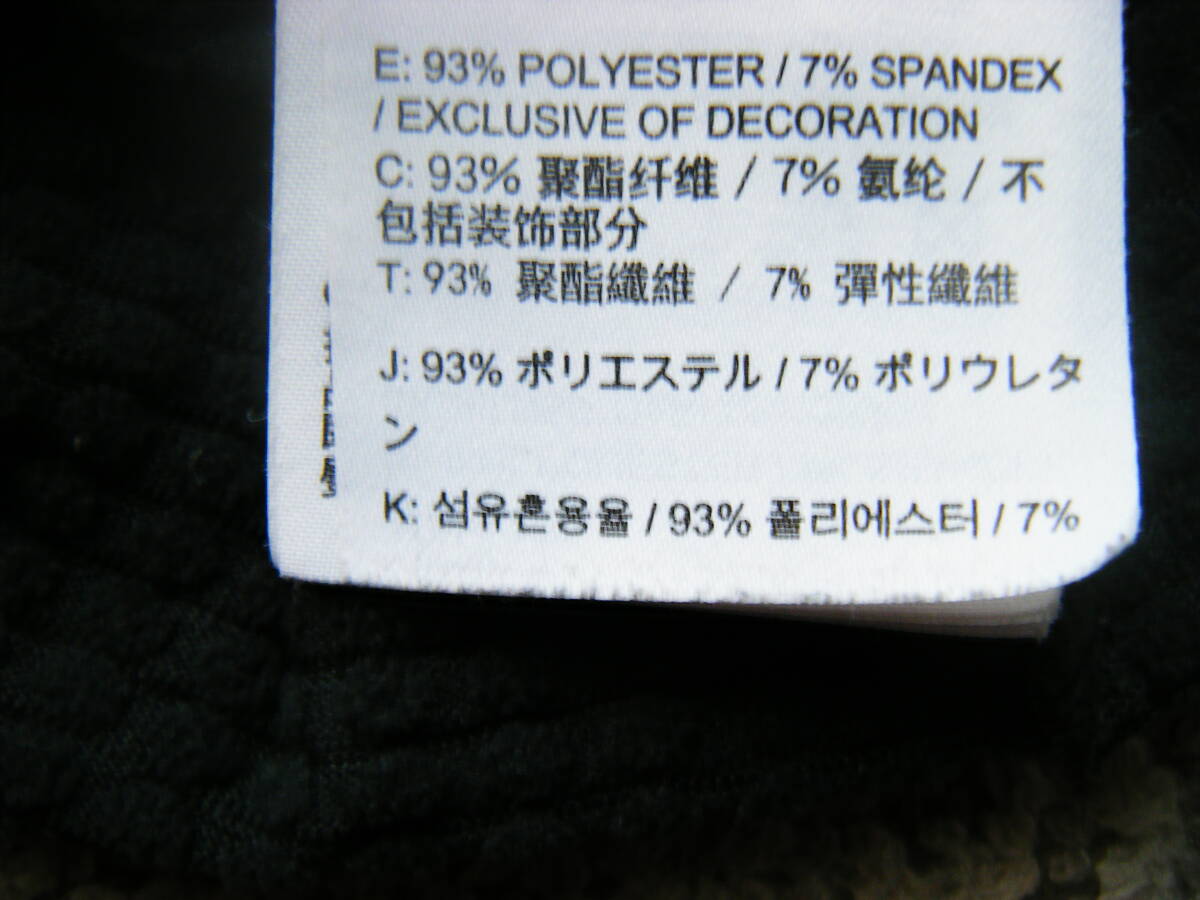 E: 93% POLYESTER / 7% SPANDEX
/ EXCLUSIVE OF DECORATION
C: 93% 聚酯纤维 / 7% 氨纶 / 不
包括装饰部分
T: 93% 聚酯纖維 / 7% 彈性纖維
J: 93% ポリエステル / 7% ポリウレタ
ン
K: 섬유혼용율 / 93% 폴리에스터 / 7%